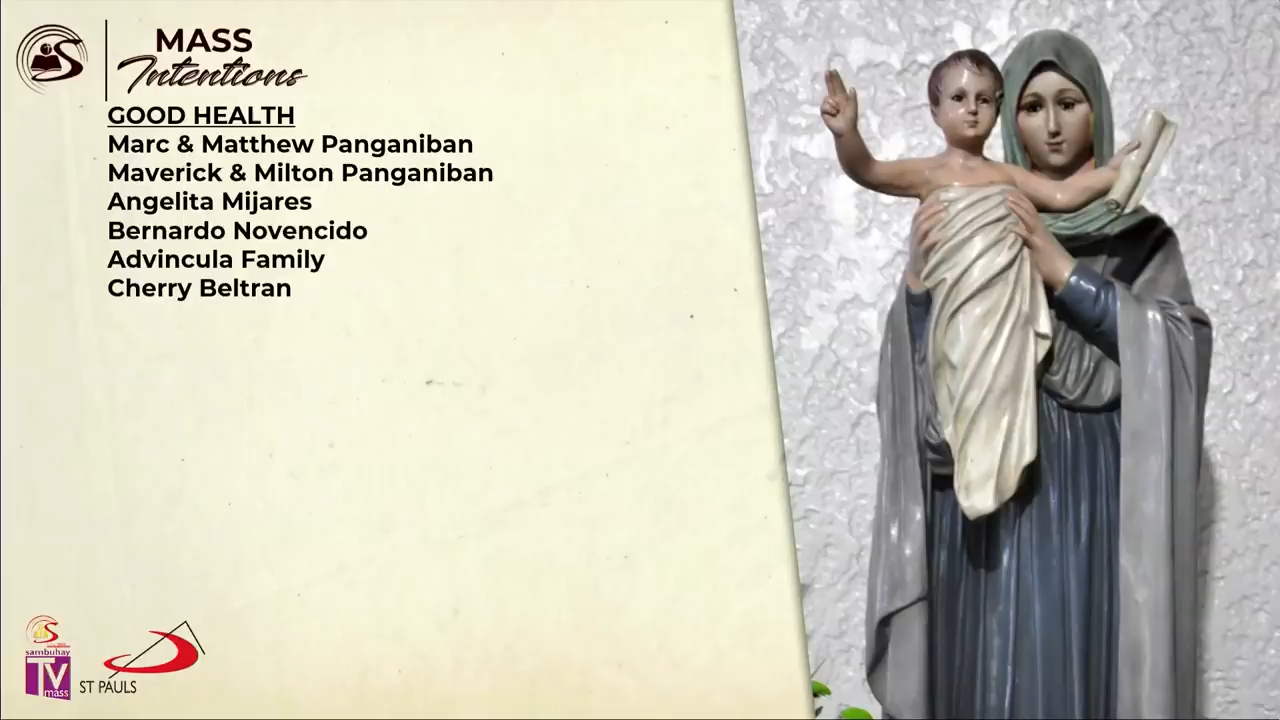 MASS
Intentions
GOOD HEALTH
Marc & Matthew Panganiban
Maverick & Milton Panganiban
Angelita Mijares
Bernardo Novencido
Advincula Family
Cherry Beltran
sambuhay
TV
mass
ST PAULS